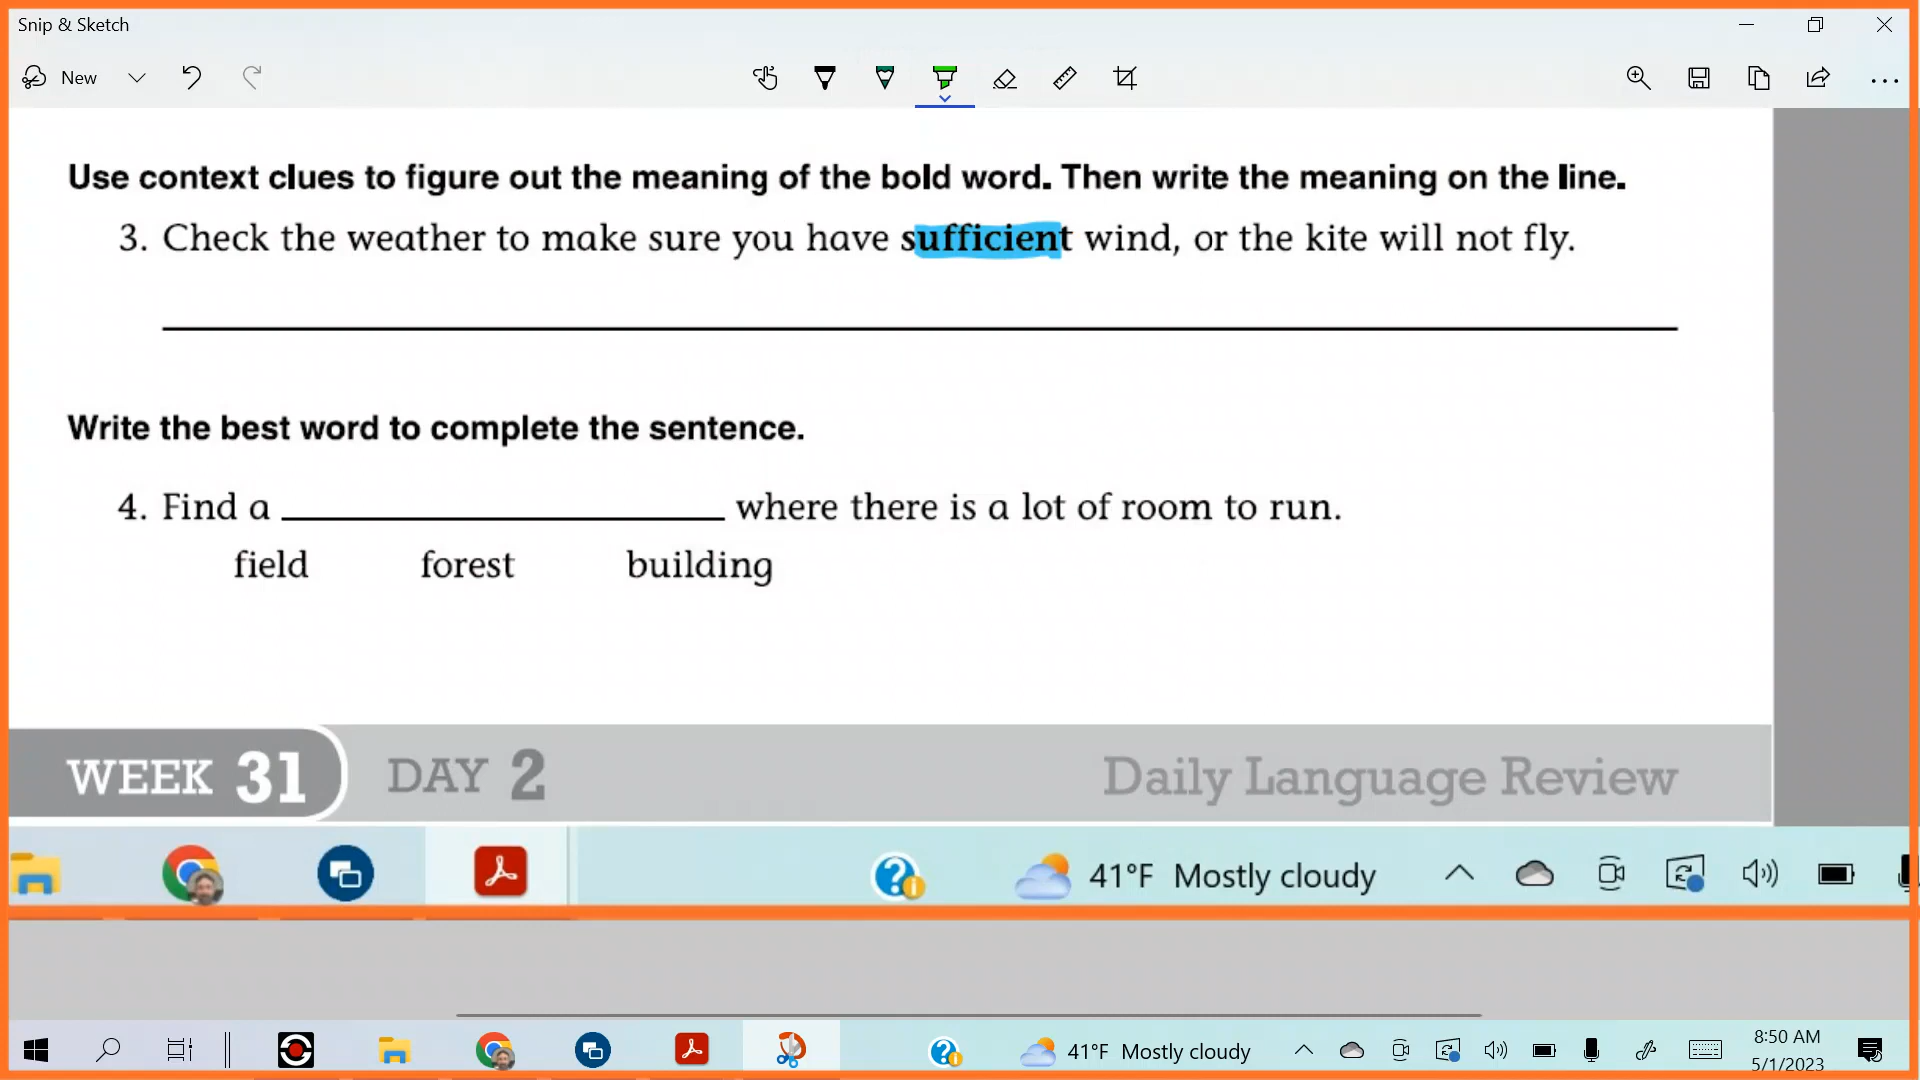 Snip & Sketch
New
Use context clues to figure out the meaning of the bold word. Then write the meaning on the line.
3. Check the weather to make sure you have sufficient wind, or the kite will not fly.
Write the best word to complete the sentence.
4. Find a ____________ where there is a lot of room to run.
field forest building
WEEK 31 DAY 2 Daily Language Review
41°F Mostly cloudy
41°F Mostly cloudy
8:50 AM
5/1/2023